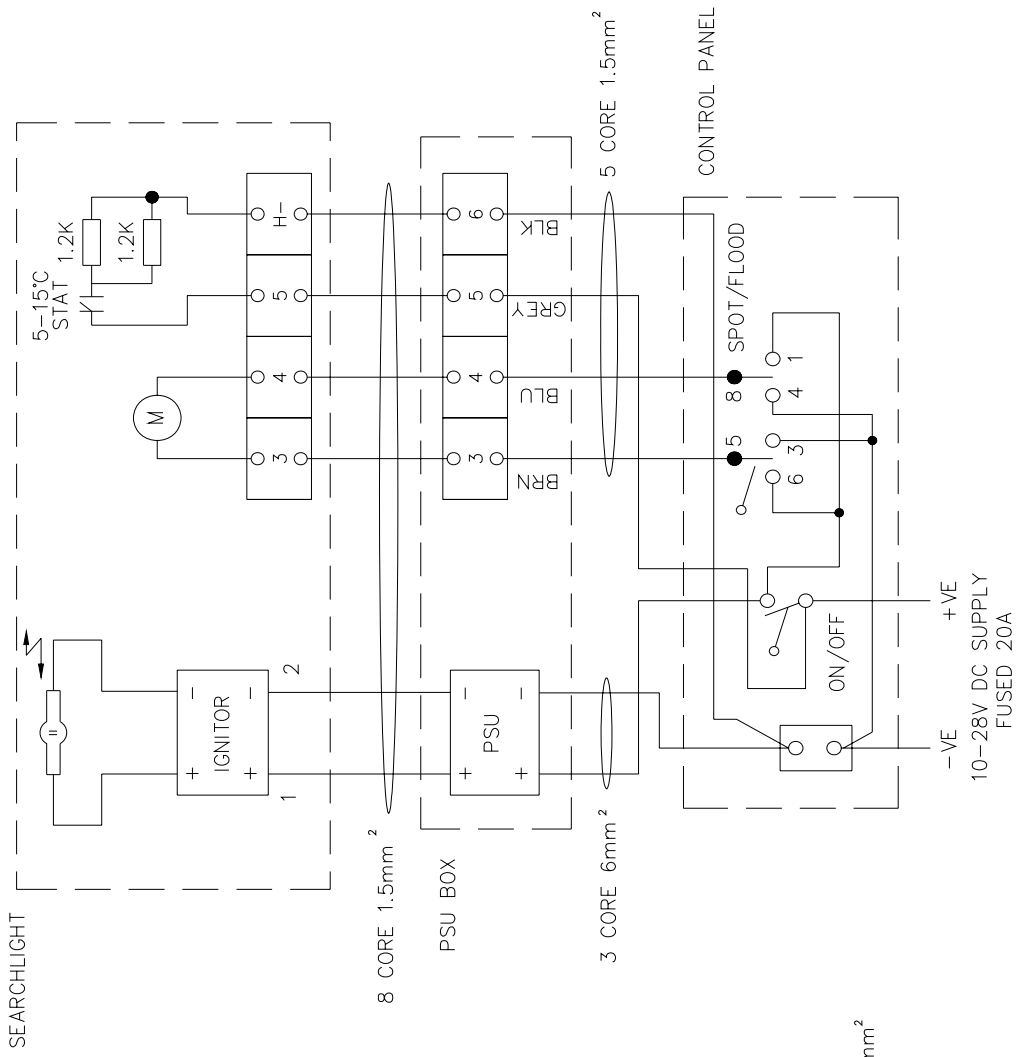 SEARCHLIGHT
5-15°C
STAT
1.2K
1.2K
M
=
IGNITOR
+
-
+
-
1
2
3
4
5
H-
8 CORE 1.5mm²
PSU BOX
PSU
+
-
+
-
3
4
5
6
BRN
BLU
GREY
BLK
3 CORE 6mm²
5 CORE 1.5mm²
CONTROL PANEL
SPOT/FLOOD
5
8
6
3
4
1
ON/OFF
-VE
+VE
10-28V DC SUPPLY
FUSED 20A
mm²